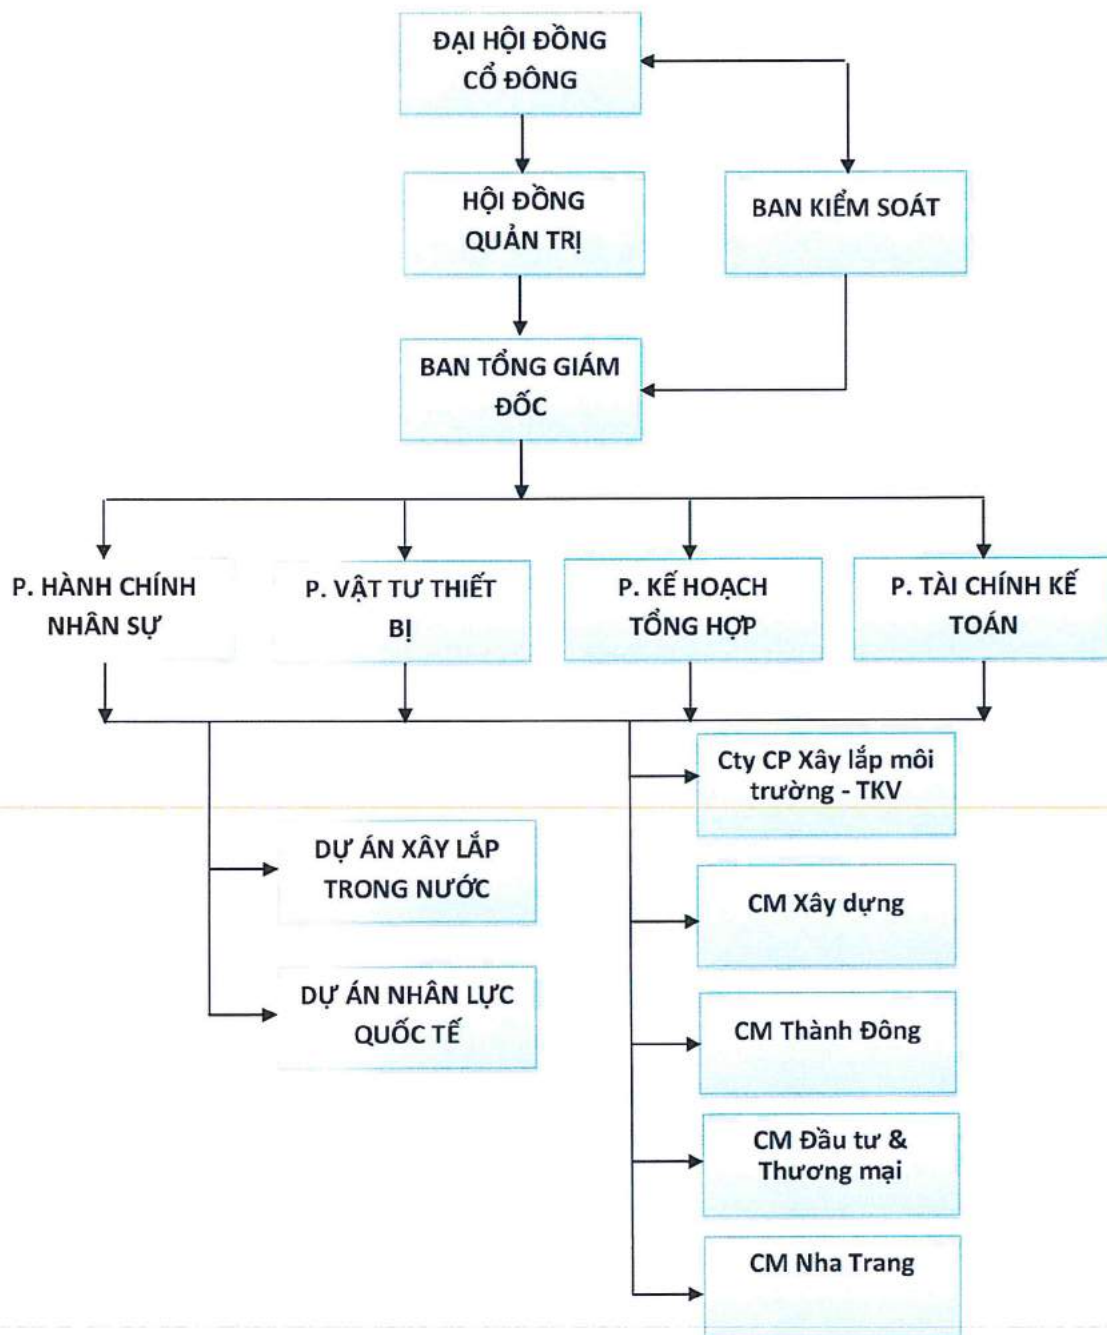 ĐẠI HỘI ĐỒNG
CỔ ĐÔNG
HỘI ĐỒNG
QUẢN TRỊ
BAN KIỂM SOÁT
BAN TỔNG GIÁM
ĐỐC
P. HÀNH CHÍNH
NHÂN SỰ
P. VẬT TƯ THIẾT
BỊ
P. KẾ HOẠCH
TỔNG HỢP
P. TÀI CHÍNH KẾ
TOÁN
DỰ ÁN XÂY LẮP
TRONG NƯỚC
DỰ ÁN NHÂN LỰC
QUỐC TẾ
Cty CP Xây lắp môi
trường - TKV
CM Xây dựng
CM Thành Đông
CM Đầu tư &
Thương mại
CM Nha Trang